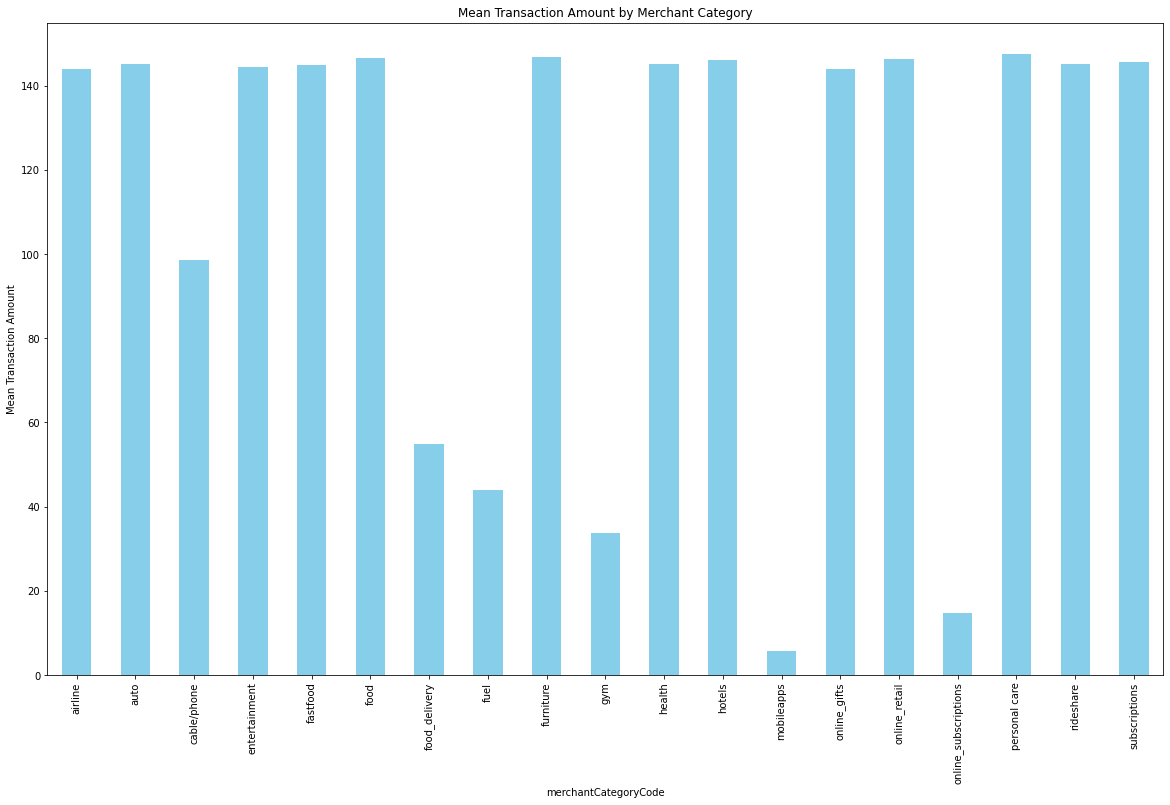 Mean Transaction Amount by Merchant Category
Mean Transaction Amount
140
120
100
80
60
40
20
0
airline
auto
cable/phone
entertainment
fastfood
food
food_delivery
fuel
furniture
gym
health
hotels
mobileapps
online_gifts
online_retail
online_subscriptions
personal care
rideshare
subscriptions
merchantCategoryCode